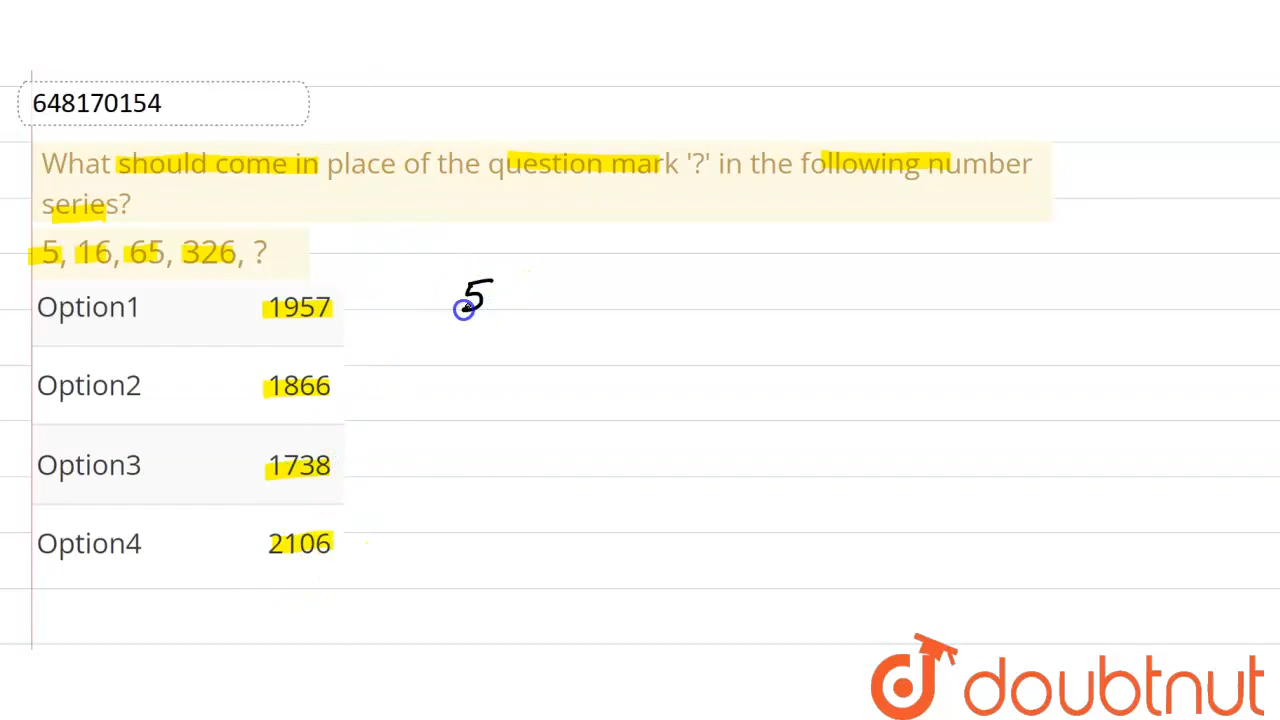 648170154
What should come in place of the question mark '?' in the following number
series?
5, 16, 65, 326, ?
Option1 1957
5
Option2 1866
Option3 1738
Option4 2106
doubtnut